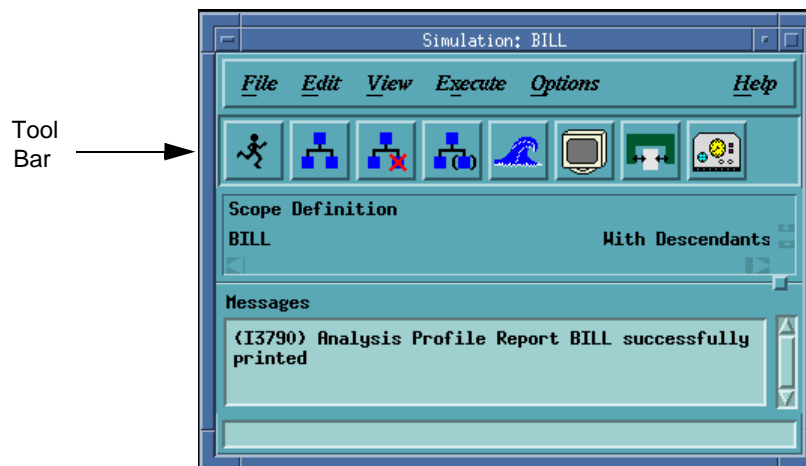 Simulation: BILL
File Edit View Execute Options Help
Tool
Bar
Scope Definition
BILL With Descendants
Messages
(I3790) Analysis Profile Report BILL successfully
printed